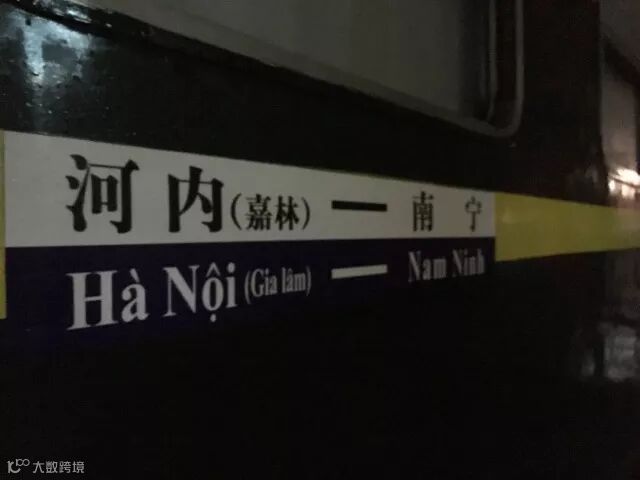 河内(嘉林)—南宁
Hà Nội (Gia lâm) — Nam Ninh
大数跨境